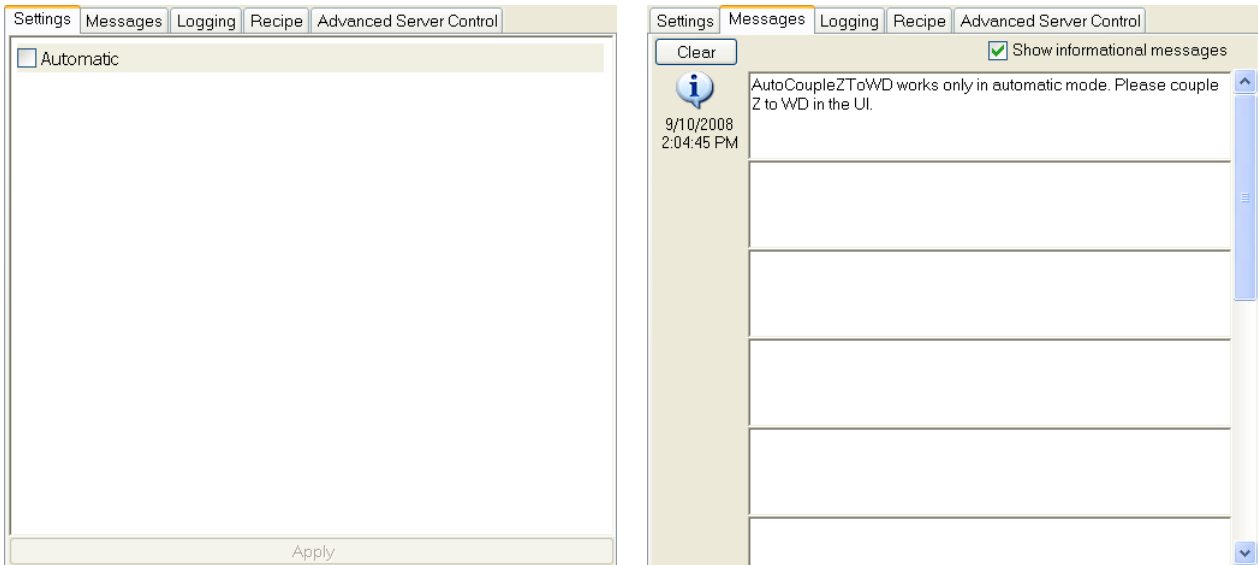 Settings Messages Logging Recipe Advanced Server Control
Automatic
Apply
Settings Messages Logging Recipe Advanced Server Control
Clear
Show informational messages
9/10/2008
2:04:45 PM
AutoCoupleZToWD works only in automatic mode. Please couple
Z to WD in the UI.